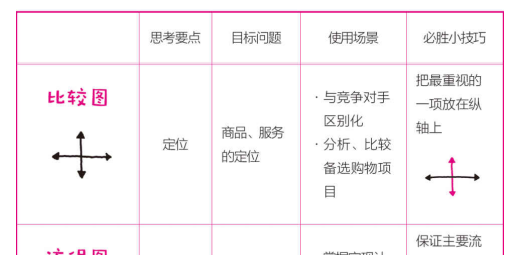 思考要点
目标问题
使用场景
必胜小技巧
比较图
定位
商品、服务
的定位
·与竞争对手
区别化
·分析、比较
备选购物项
目
把最重视的
一项放在纵
轴上
保证主要流